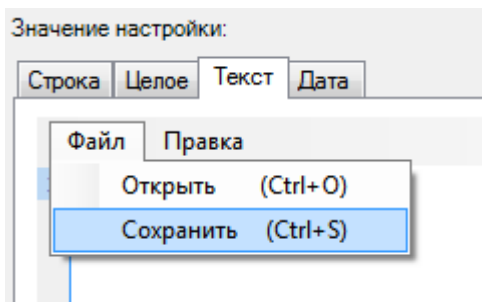 Значение настройки:
Строка Целое Текст Дата
Файл Правка
Открыть (Ctrl+O)
Сохранить (Ctrl+S)